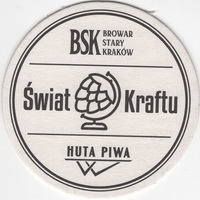 BSK BROWAR
STARY
KRAKÓW
Świat Kraftu
HUTA PIWA